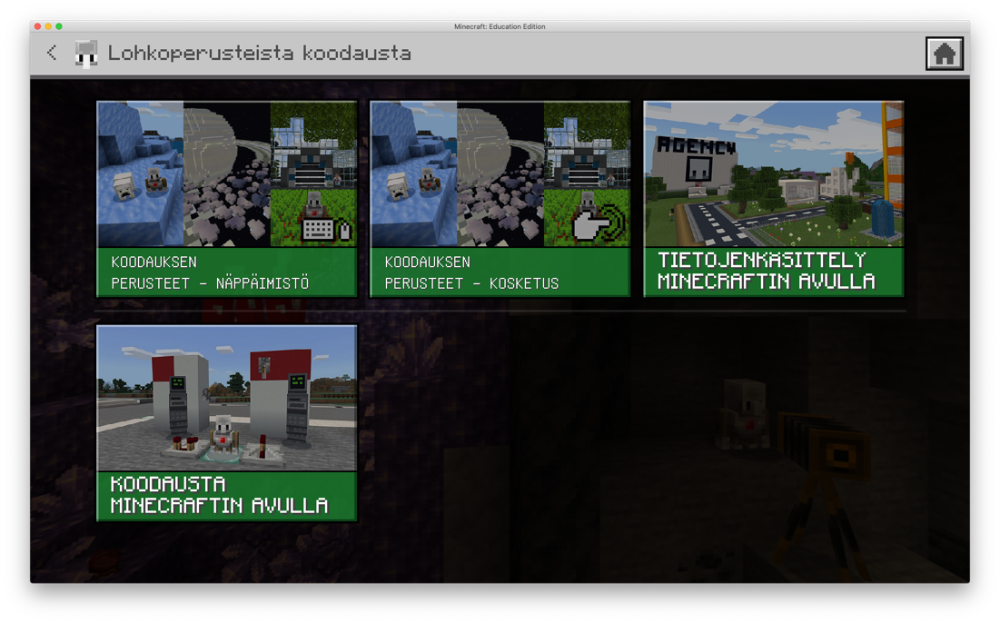 Minecraft: Education Edition
Lohkoperusteista koodausta
AGENCY
KOODAUKSEN
PERUSTEET - NÄPPÄIMISTÖ
KOODAUKSEN
PERUSTEET - KOSKETUS
TIETOJENKÄSITTELY
MINECRAFTIN AVULLA
KOODAUSTA
MINECRAFTIN AVULLA